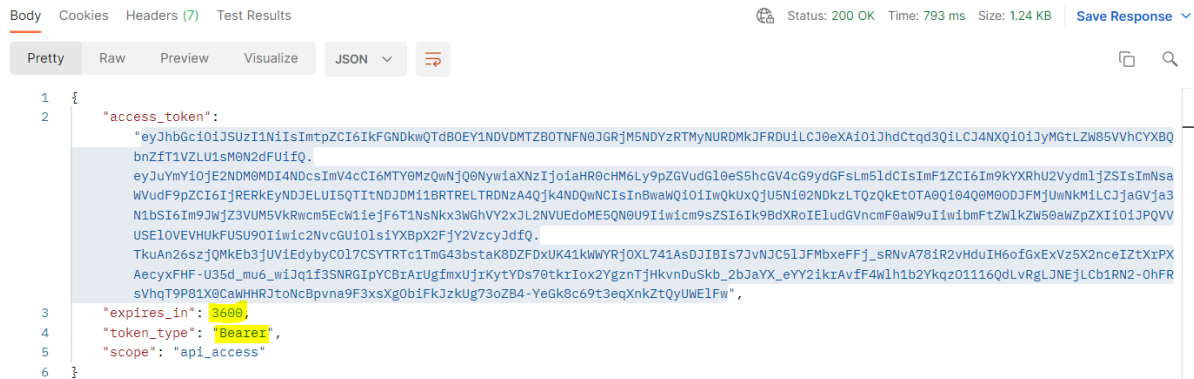 Body Cookies Headers (7) Test Results Status: 200 OK Time: 793 ms Size: 1.24 KB Save Response
Pretty Raw Preview Visualize JSON
1 {
2 "access_token":
"eyJhbGciOiJSUzI1NiIsImtpZCI6IkFGNDkwQTdBOEY1NDVDMTZBOTNFN0JGRjM5NDYzRTMyNURDMkJFRDUiLCJ0eXAiOiJhdCtqd3QiLCJ4NXQiOiJyMGtLZW85VVhCYXBQ
bnZfT1VZLU1sM0N2dFUifQ.
eyJuYmYiOjE2NDM0MDI4NDcsImV4cCI6MTY0MzQwNjQ0NywiaXNzIjoiaHR0cHM6Ly9pZGVudGl0eS5hcGV4cG9ydGFsLm5ldCIsImF1ZCI6Im9kYXRhU2VydmljZSIsImNsa
WVudF9pZCI6IjRERkEyNDJELUI5QTItNDJDMi1BRTRELTRDNzA4Qjk4NDQwNCIsInBwaWQiOiIwQkUxQjU5Ni02NDkzLTQzQkEtOTA0Qi04Q0M0ODJFMjUwNkMiLCJjaGVja3
N1bSI6Im9JWjZ3VUM5VkRwcm5EcW1iejF6T1NsNkx3WGhVY2xJL2NVUEdoME5QN0U9Iiwicm9sZSI6Ik9BdXRoIEludGVncmF0aW9uIiwibmFtZWlkZW50aWZpZXIiOiJPQVV
USElOVEVHUkFUSU9OIiwic2NvcGUiOlsiYXBpX2FjY2VzcyJdfQ.
TkuAn26szjQMkEb3jUViEdybyCOl7CSYTRTc1TmG43bstaK8DZFDxUK41kWWYRjOXL741AsDJIBIs7JvNJC5lJFMbxeFFj_sRNvA78iR2vHduIH6ofGxExVz5X2nceIZtXrPX
AecyxFHF-U35d_mu6_wiJq1f3SNRGIpYCBrArUgfmxUjrKytYDs70tkrIox2YgznTjHkvnDuSkb_2bJaYX_eYY2ikrAvfF4Wlh1b2YkqzO1116QdLvRgLJNEjLCb1RN2-0hFR
sVhqT9P81X0CaWHHRJtoNcBpvna9F3xsXgObiFkJzkUg73oZB4-YeGk8c69t3eqXnkZtQyUWElFw",
3 "expires_in": 3600,
4 "token_type": "Bearer",
5 "scope": "api_access"
6 }